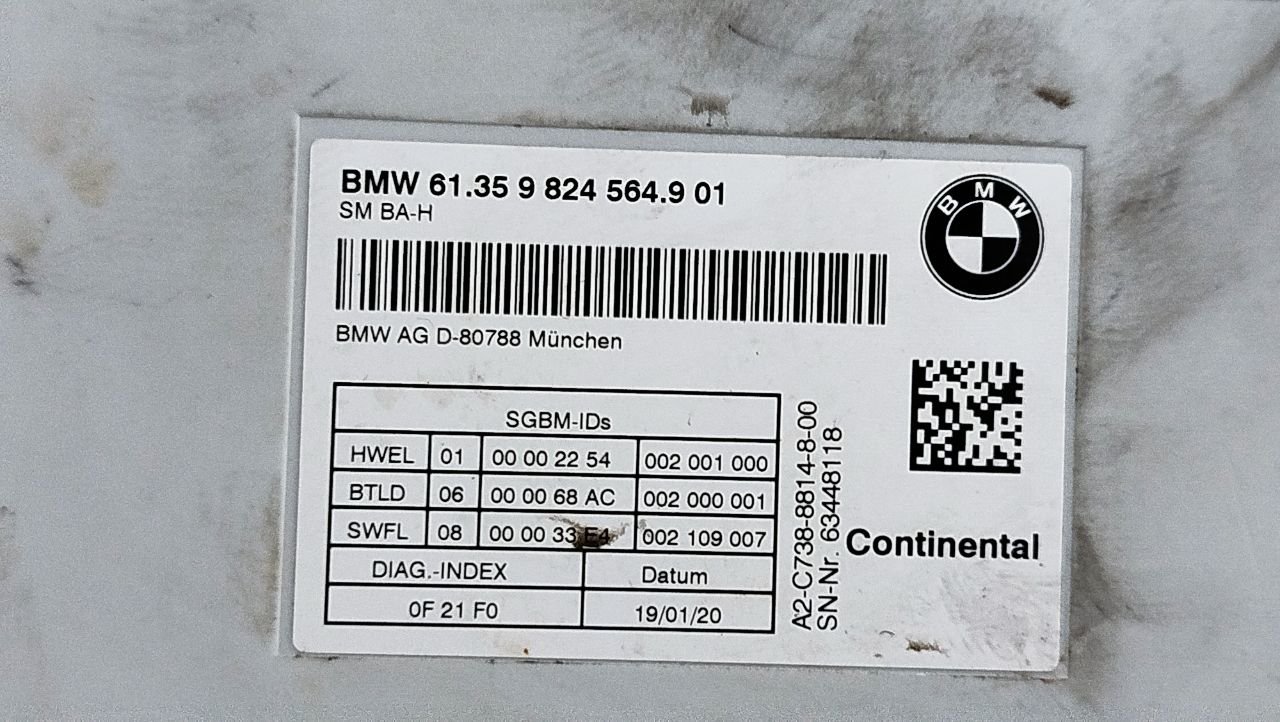 BMW 61.35 9 824 564.9 01
SM BA-H
BMW
BMW AG D-80788 München
SGBM-IDs
HWEL 01 00 00 22 54 002 001 000
BTLD 06 00 00 68 AC 002 000 001
SWFL 08 00 00 33 E4 002 109 007
DIAG.-INDEX Datum
0F 21 F0 19/01/20
A2-C738-8814-8-00
SN-Nr. 63448118
Continental